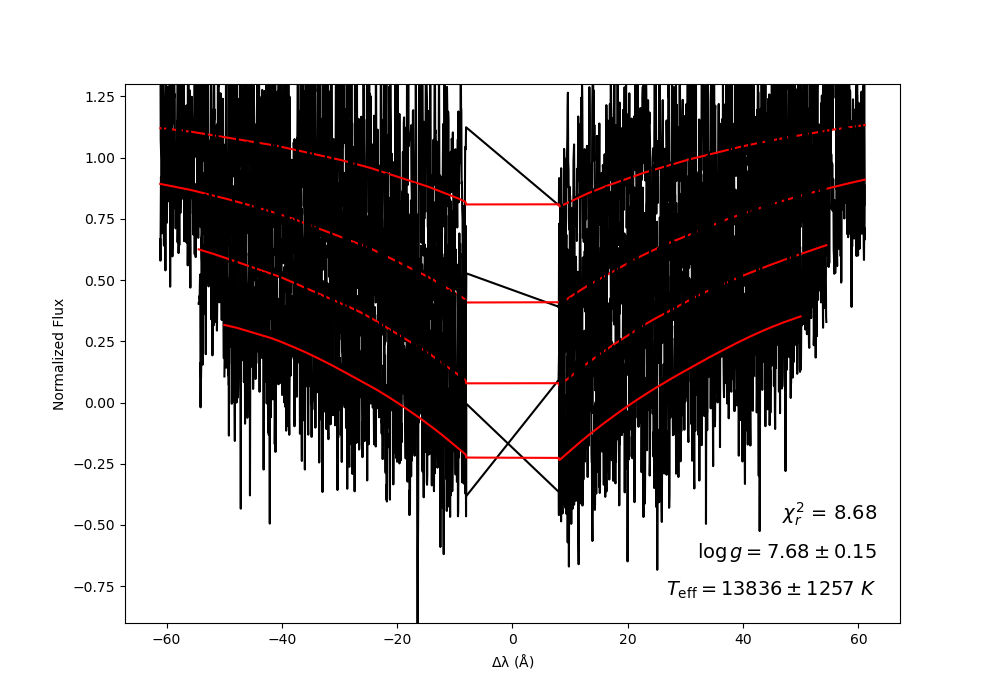 1.25
1.00
0.75
0.50
0.25
0.00
−0.25
−0.50
−0.75
Normalized Flux
χ²ᵣ = 8.68
log g = 7.68 ± 0.15
T_eff = 13836 ± 1257 K
−60 −40 −20 0 20 40 60
Δλ (Å)